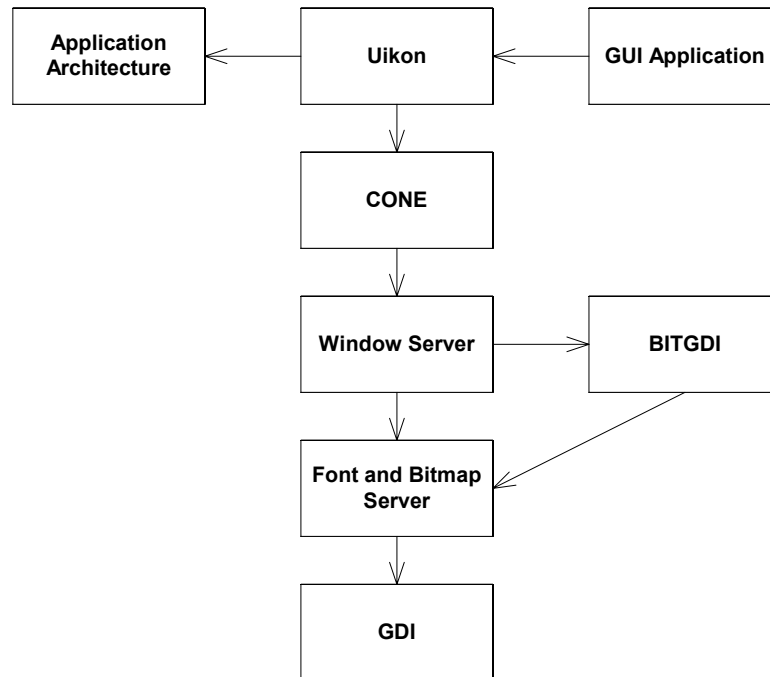 Application
Architecture
Uikon
GUI Application
CONE
Window Server
BITGDI
Font and Bitmap
Server
GDI